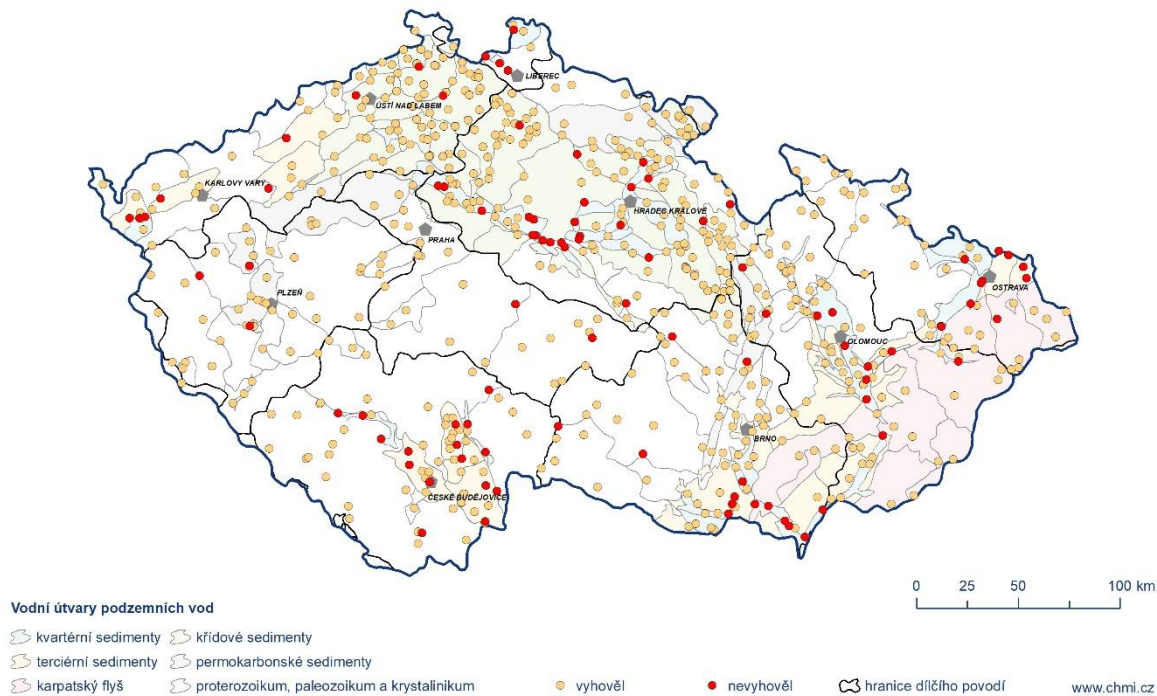 LIBEREC
ÚSTÍ NAD LABEM
KARLOVY VARY
HRADEC KRÁLOVÉ
PRAHA
OSTRAVA
PLZEŇ
OLOMOUC
BRNO
ČESKÉ BUDĚJOVICE
0 25 50 100 km
Vodní útvary podzemních vod
kvartérní sedimenty křídové sedimenty
terciérní sedimenty permokarbonské sedimenty
karpatský flyš proterozoikum, paleozoikum a krystalinikum vyhověl nevyhověl hranice dílčího povodí www.chmi.cz